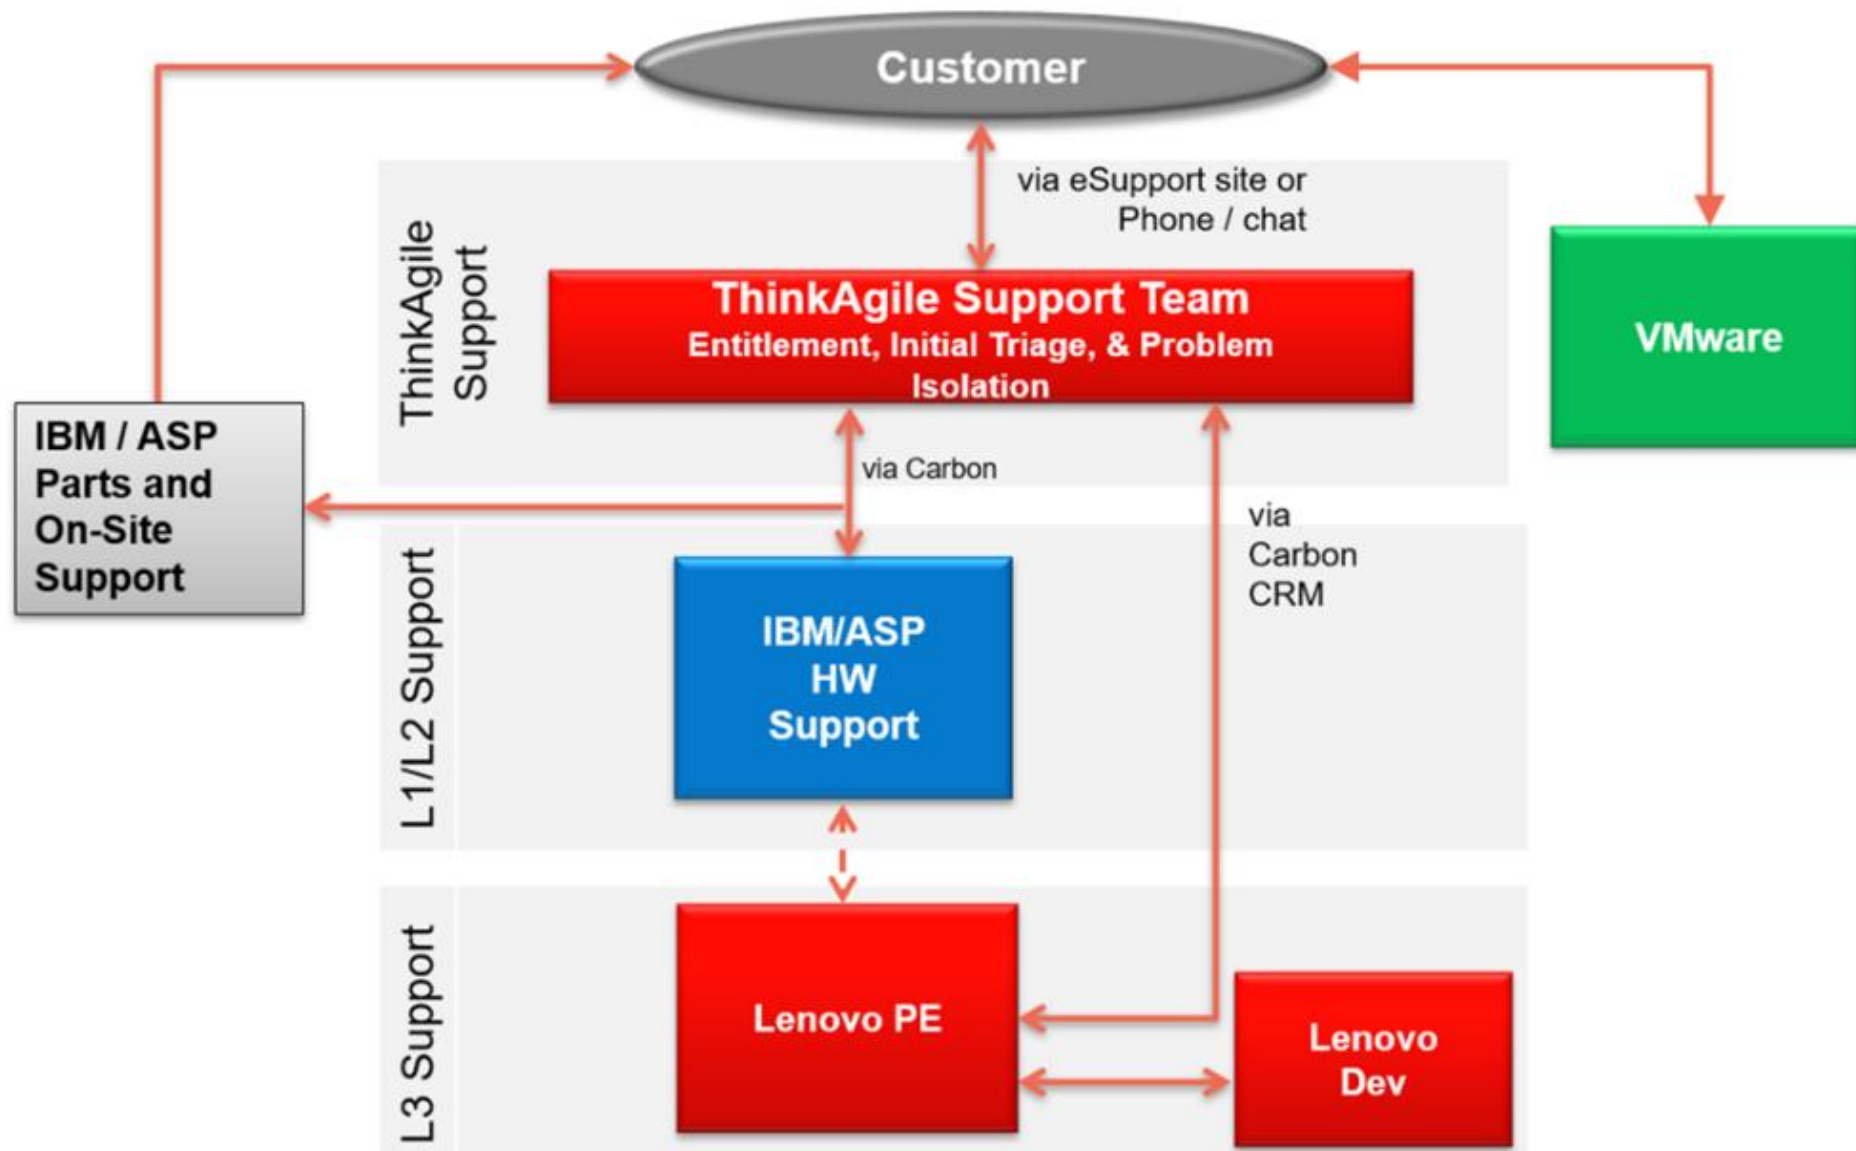 Customer
via eSupport site or
Phone / chat
ThinkAgile
Support
ThinkAgile Support Team
Entitlement, Initial Triage, & Problem
Isolation
VMware
IBM / ASP
Parts and
On-Site
Support
via Carbon
via
Carbon
CRM
L1/L2 Support
IBM/ASP
HW
Support
L3 Support
Lenovo PE
Lenovo
Dev